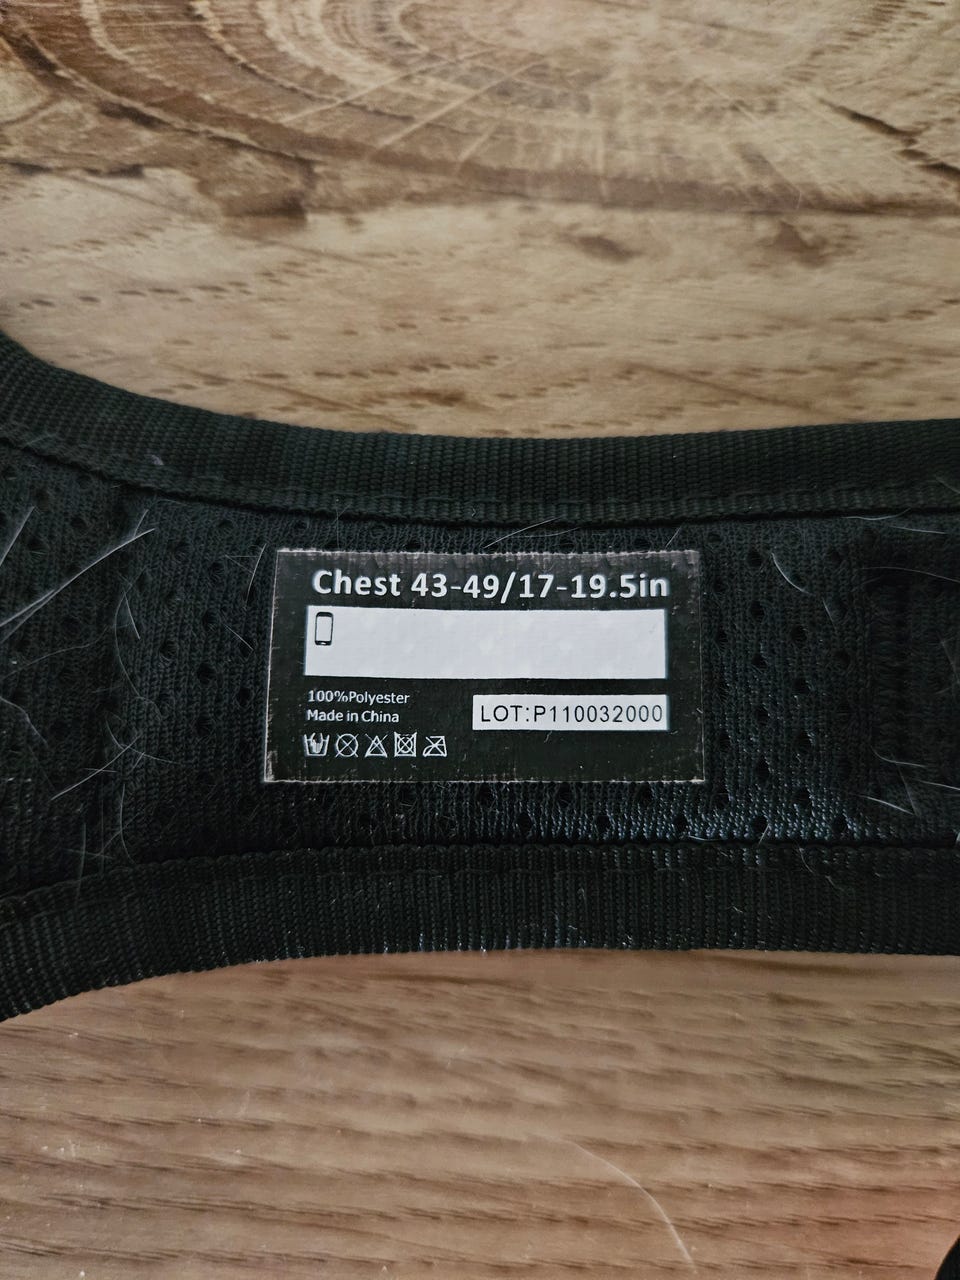 Chest 43-49/17-19.5in
100%Polyester
Made in China
LOT:P110032000